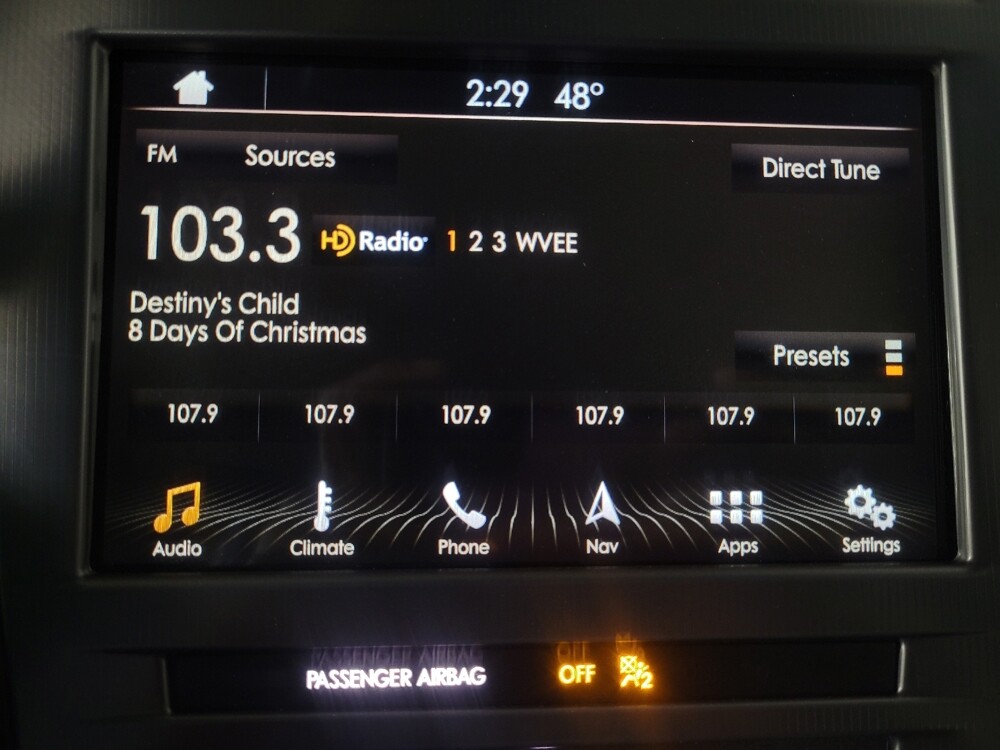 2:29 48°
FM Sources
Direct Tune
103.3 HD Radio 1 2 3 WVEE
Destiny's Child
8 Days Of Christmas
Presets
107.9 107.9 107.9 107.9 107.9 107.9
Audio Climate Phone Nav Apps Settings
PASSENGER AIRBAG OFF 2